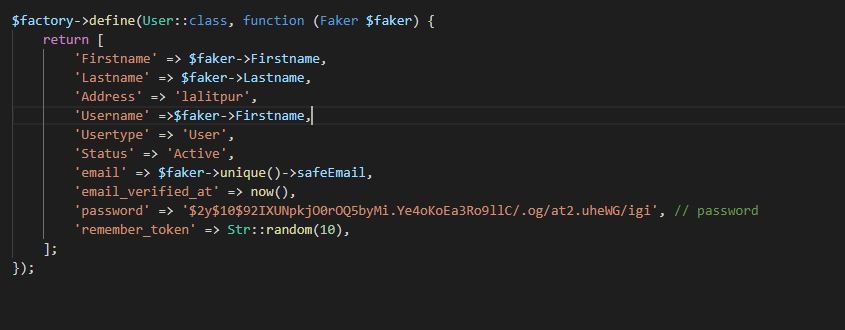 $factory->define(User::class, function (Faker $faker) {
return [
'Firstname' => $faker->Firstname,
'Lastname' => $faker->Lastname,
'Address' => 'lalitpur',
'Username' =>$faker->Firstname,
'Usertype' => 'User',
'Status' => 'Active',
'email' => $faker->unique()->safeEmail,
'email_verified_at' => now(),
'password' => '$2y$10$92IXUNpkjO0rOQ5byMi.Ye4oKoEa3Ro9llC/.og/at2.uheWG/igi', // password
'remember_token' => Str::random(10),
];
});